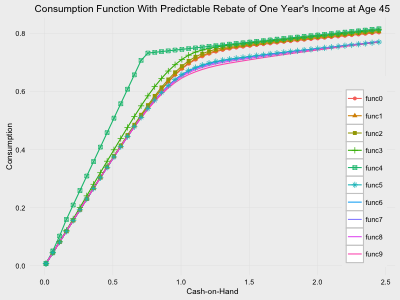 Consumption Function With Predictable Rebate of One Year's Income at Age 45
Consumption
0.8
0.6
0.4
0.2
0.0
0.0 0.5 1.0 1.5 2.0 2.5
Cash-on-Hand
func0
func1
func2
func3
func4
func5
func6
func7
func8
func9